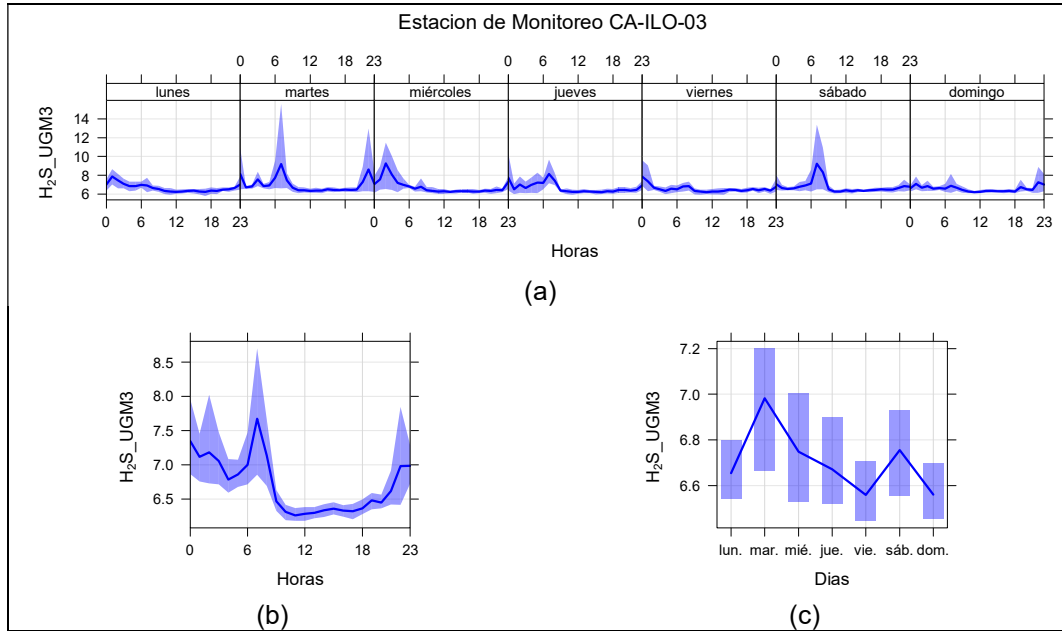 Estacion de Monitoreo CA-ILO-03
0 6 12 18 23 0 6 12 18 23 0 6 12 18 23
lunes martes miércoles jueves viernes sábado domingo
H₂S_UGM3
14
12
10
8
6
0 6 12 18 23 0 6 12 18 23 0 6 12 18 23 0 6 12 18 23
Horas
(a)
H₂S_UGM3
8.5
8.0
7.5
7.0
6.5
0 6 12 18 23
Horas
(b)
H₂S_UGM3
7.2
7.0
6.8
6.6
lun. mar. mié. jue. vie. sáb. dom.
Dias
(c)